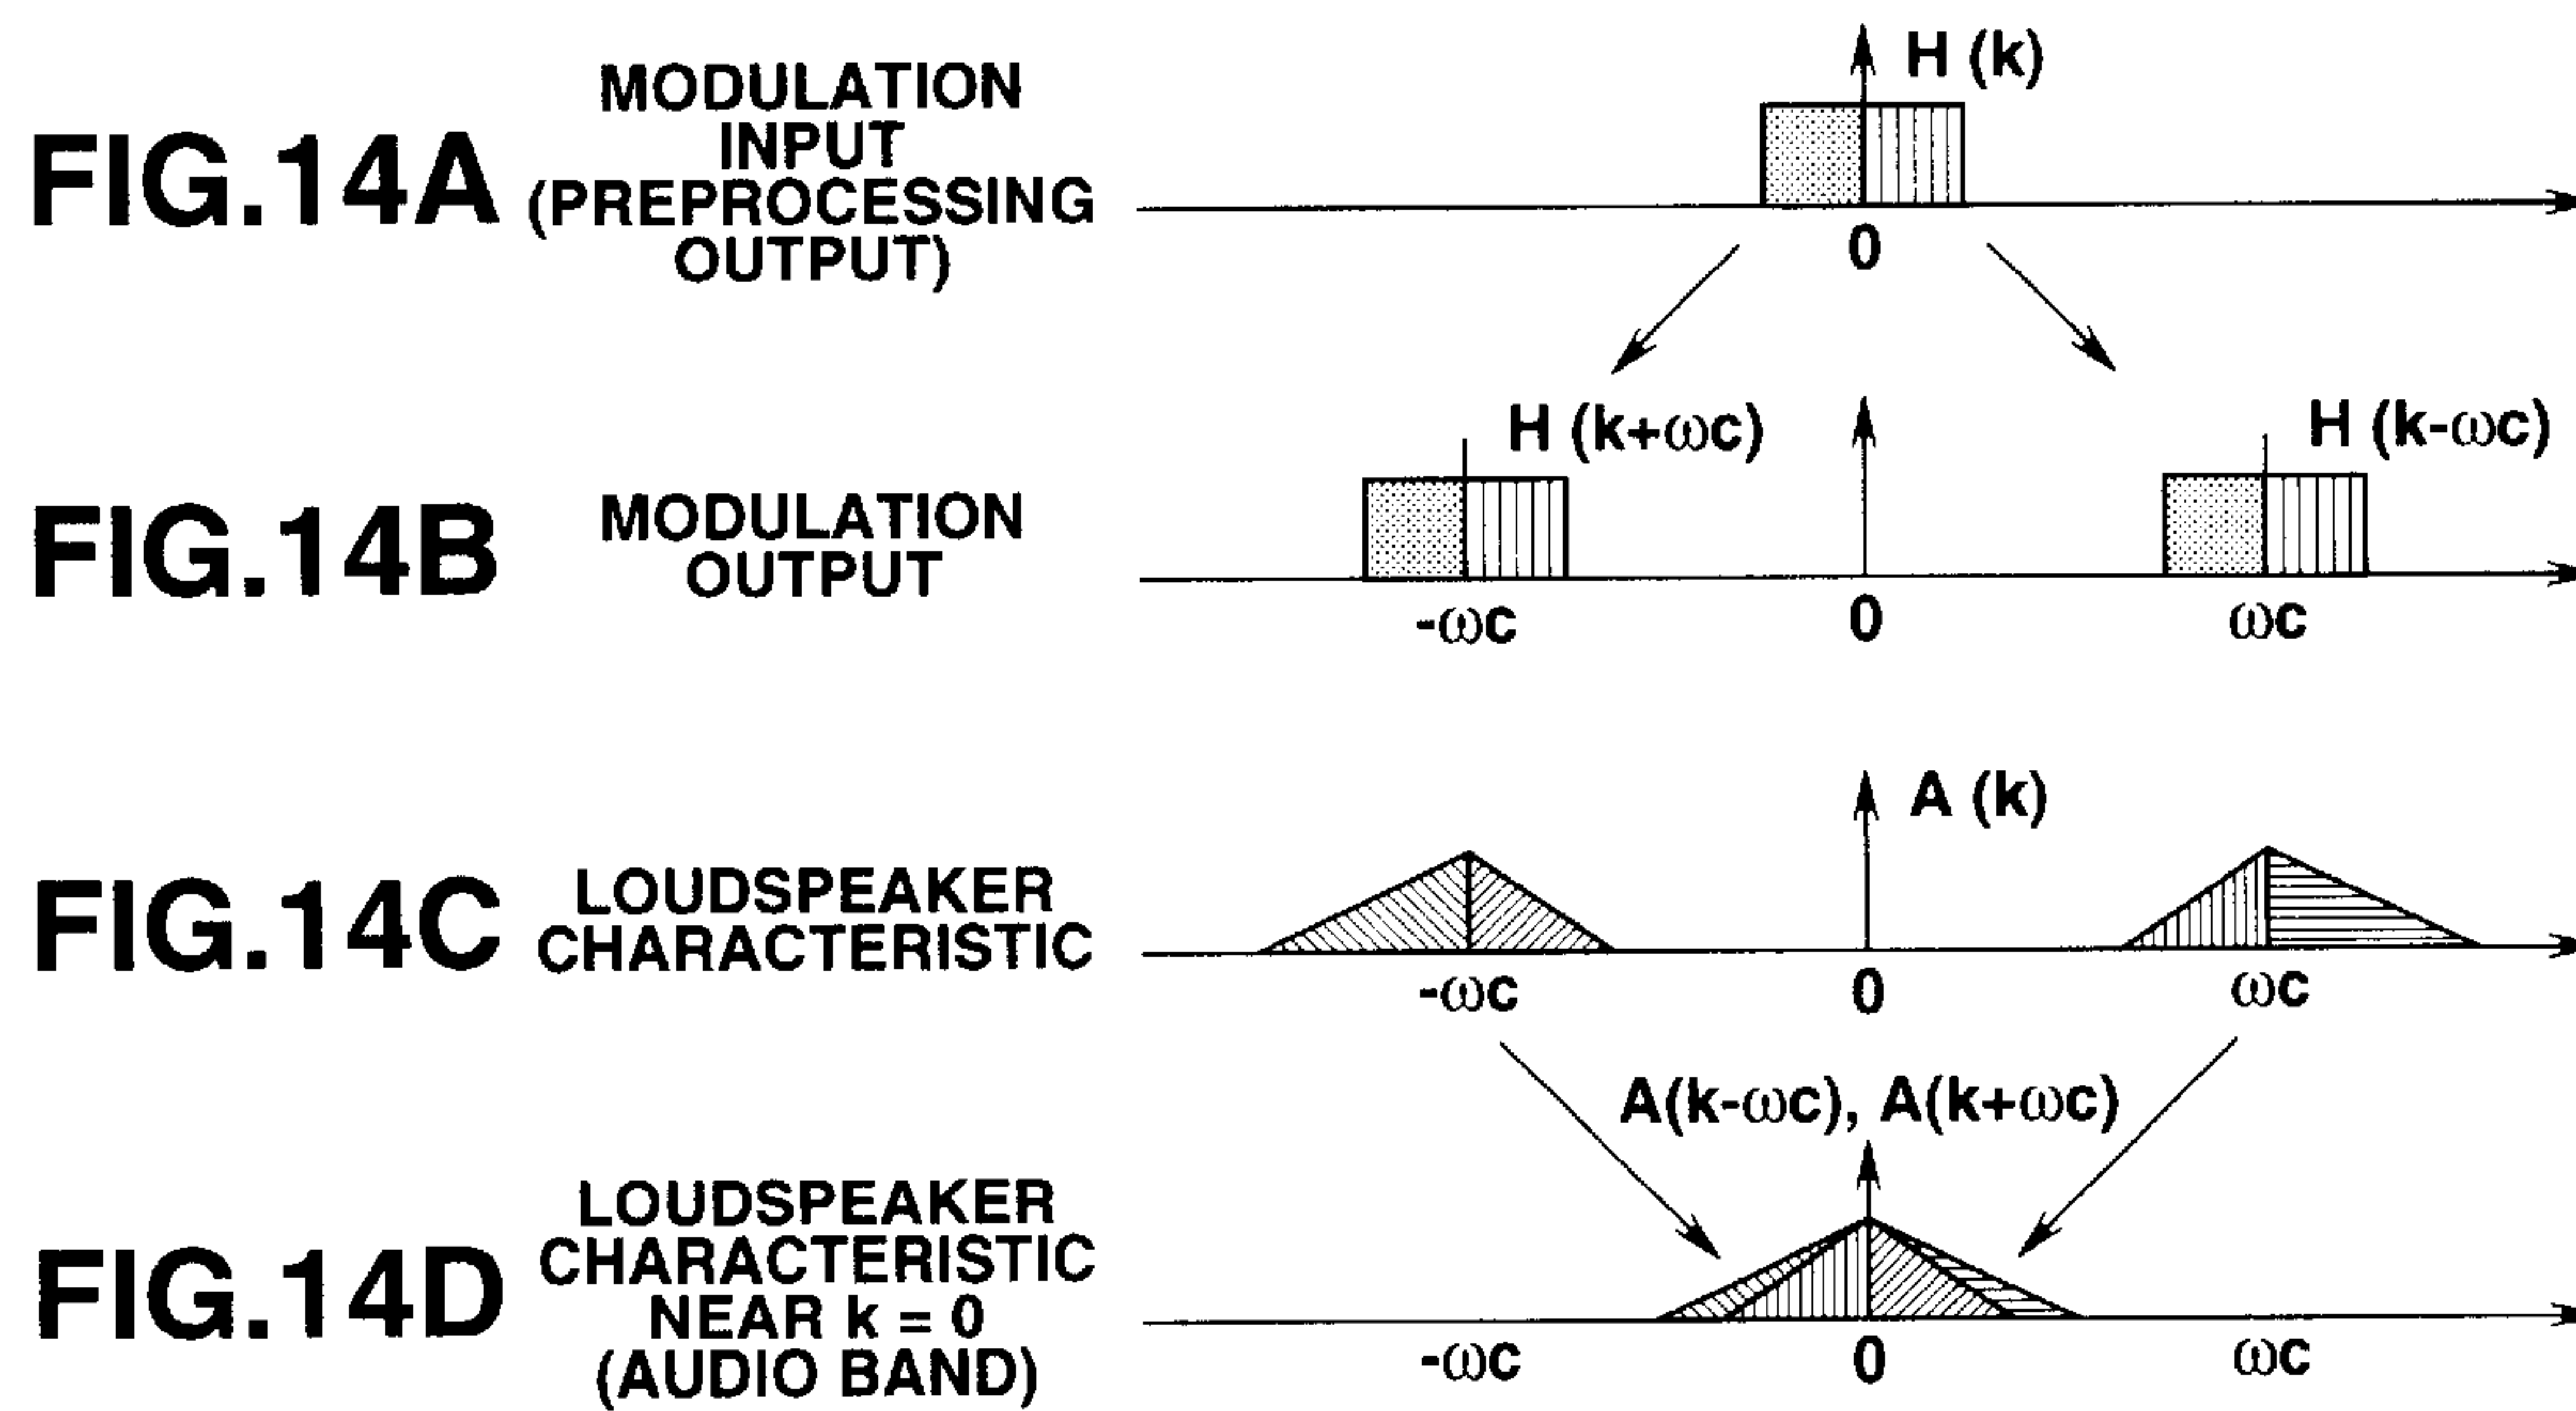 FIG.14A
MODULATION
INPUT
(PREPROCESSING
OUTPUT)
H (k)
0
FIG.14B
MODULATION
OUTPUT
H (k+ωc)
H (k-ωc)
-ωc
0
ωc
FIG.14C
LOUDSPEAKER
CHARACTERISTIC
A (k)
-ωc
0
ωc
FIG.14D
LOUDSPEAKER
CHARACTERISTIC
NEAR k = 0
(AUDIO BAND)
A(k-ωc), A(k+ωc)
-ωc
0
ωc